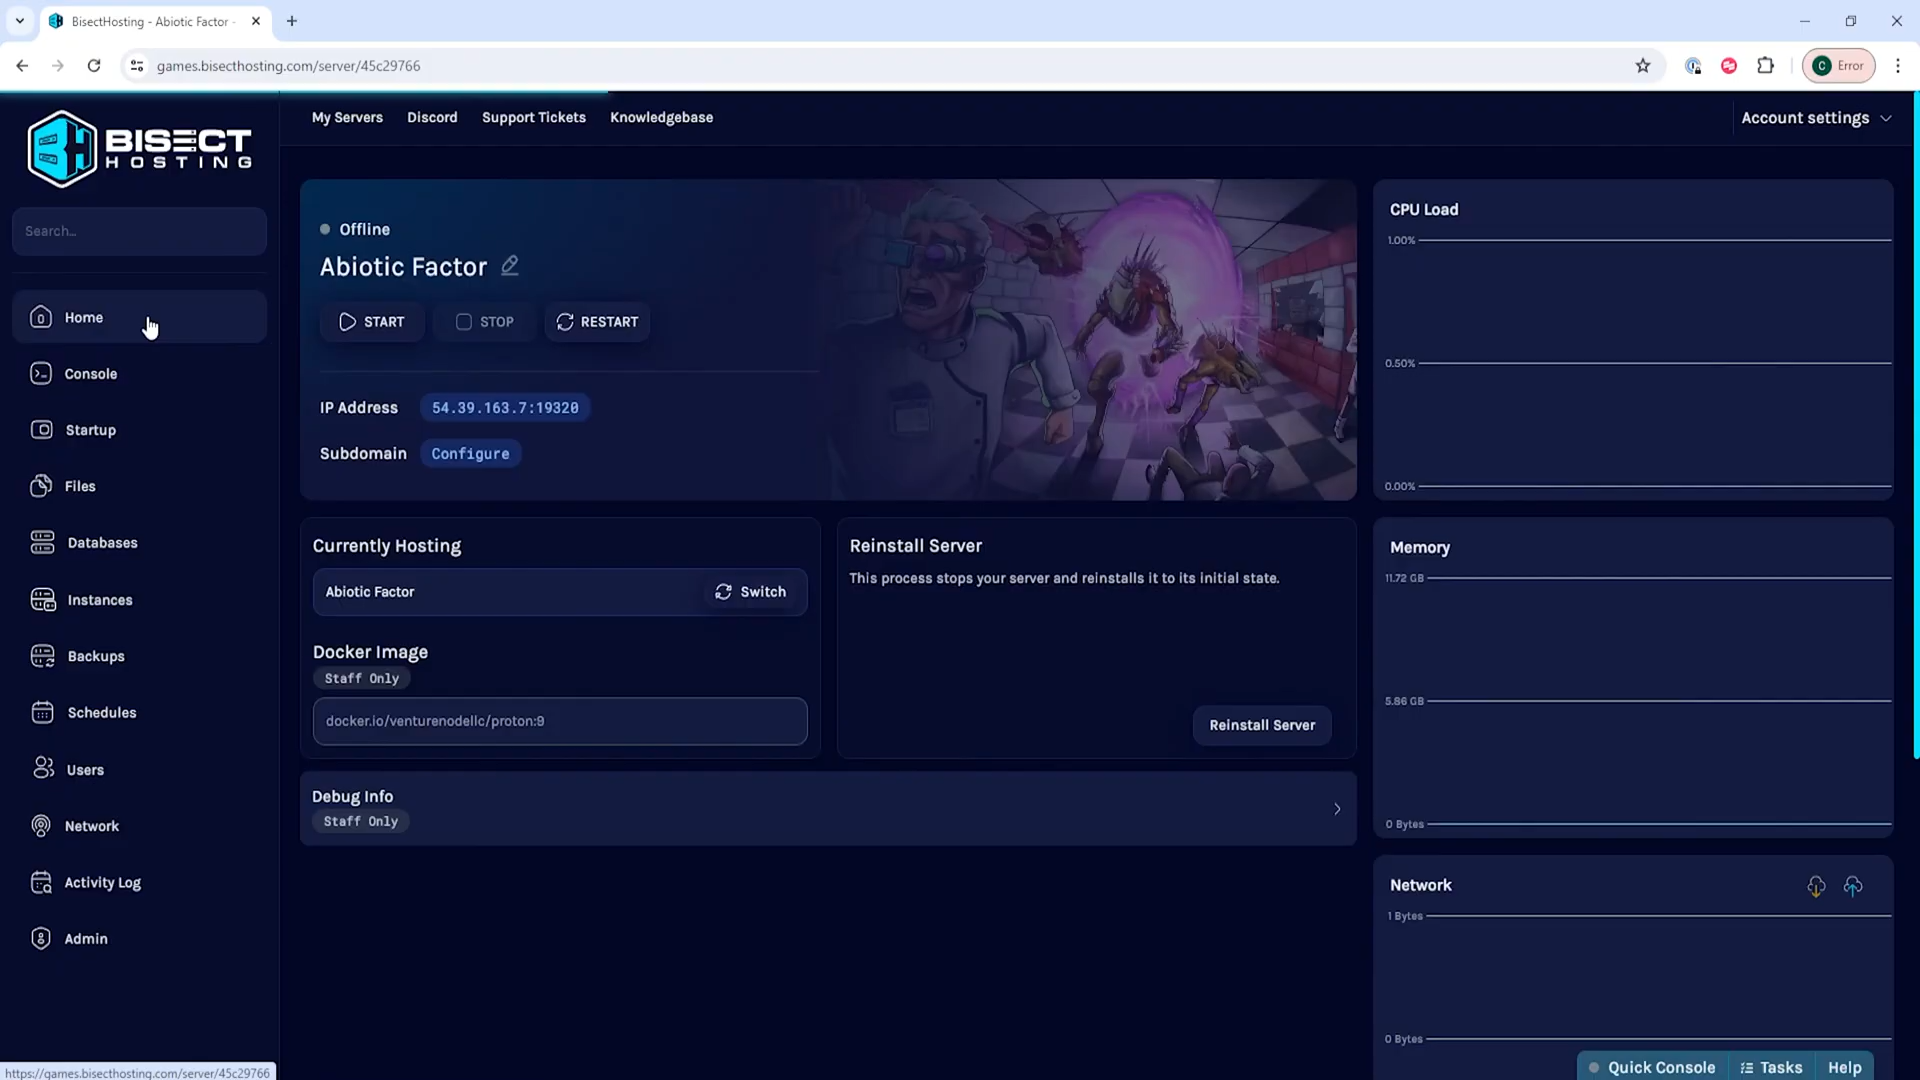 BisectHosting - Abiotic Factor -
games.bisecthosting.com/server/45c29766
C Error
BISECT
HOSTING
My Servers
Discord
Support Tickets
Knowledgebase
Account settings
Search...
Home
Console
Startup
Files
Databases
Instances
Backups
Schedules
Users
Network
Activity Log
Admin
Offline
Abiotic Factor
START
STOP
RESTART
IP Address
54.39.163.7:19320
Subdomain
Configure
Currently Hosting
Abiotic Factor
Switch
Docker Image
Staff Only
docker.io/venturenodellc/proton:9
Reinstall Server
This process stops your server and reinstalls it to its initial state.
Reinstall Server
Debug Info
Staff Only
CPU Load
1.00%
0.50%
0.00%
Memory
11.72 GB
5.86 GB
0 Bytes
Network
1 Bytes
0 Bytes
Quick Console
Tasks
Help
https://games.bisecthosting.com/server/45c29766